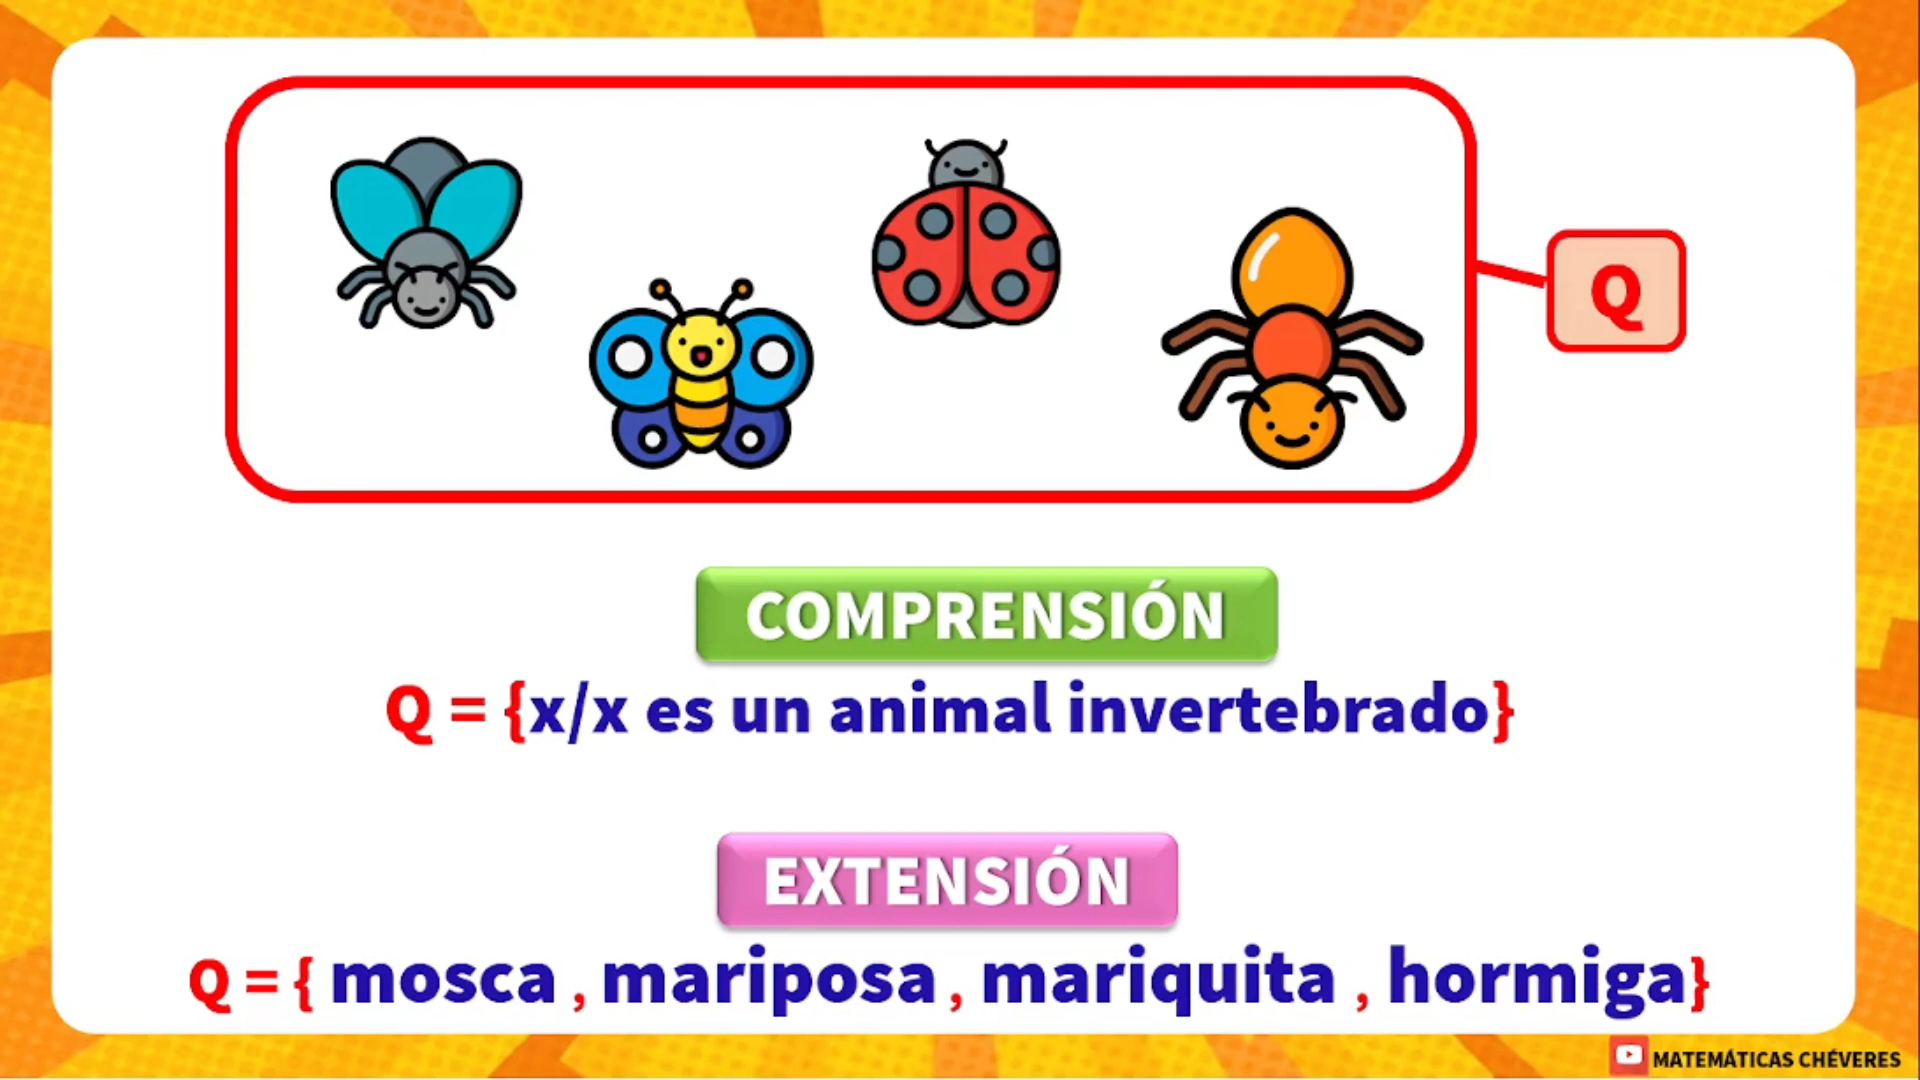 Q
COMPRENSIÓN
Q = {x/x es un animal invertebrado}
EXTENSIÓN
Q = { mosca , mariposa , mariquita , hormiga}
MATEMÁTICAS CHÉVERES